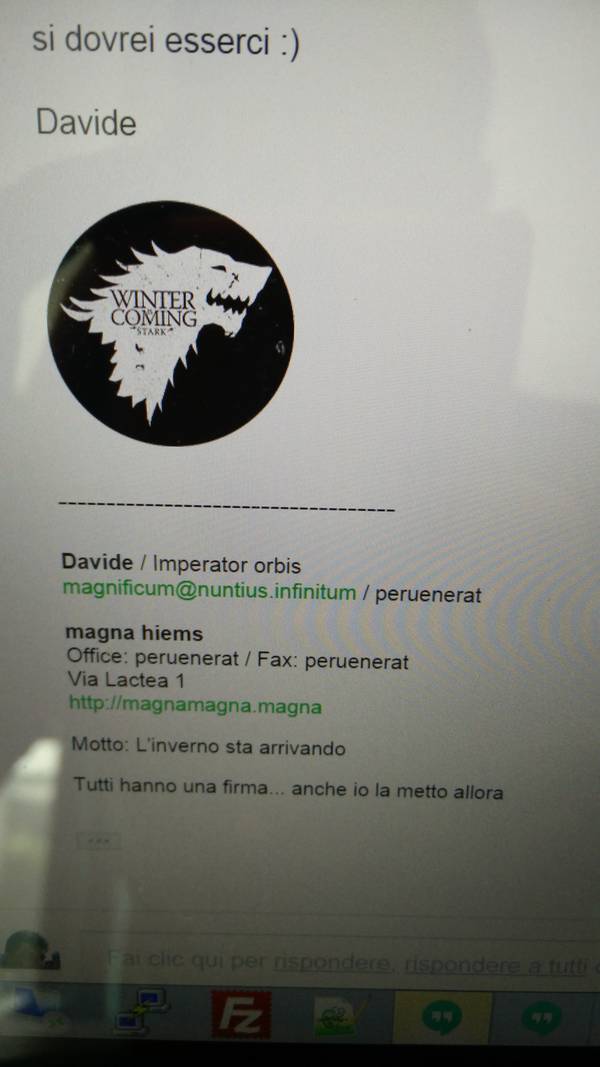 si dovrei esserci :)
Davide
WINTER
IS
COMING
STARK
------------------------------------
Davide / Imperator orbis
magnificum@nuntius.infinitum / peruenerat
magna hiems
Office: peruenerat / Fax: peruenerat
Via Lactea 1
http://magnamagna.magna
Motto: L'inverno sta arrivando
Tutti hanno una firma... anche io la metto allora
...
Fai clic qui per rispondere, rispondere a tutti o
FZ